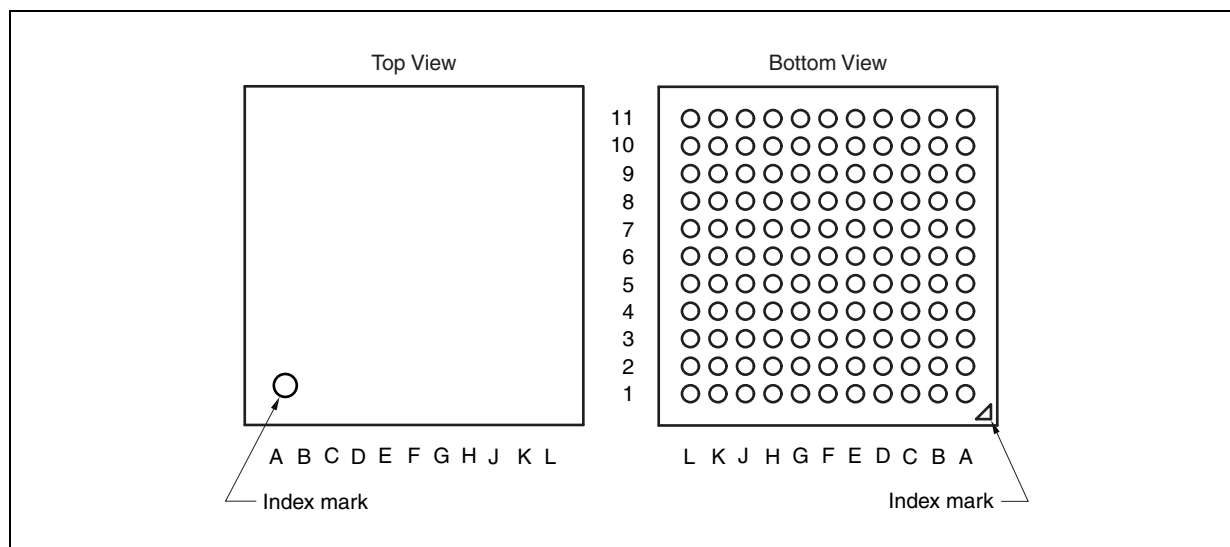 Top View
Bottom View
11
10
9
8
7
6
5
4
3
2
1
A B C D E F G H J K L
L K J H G F E D C B A
Index mark
Index mark